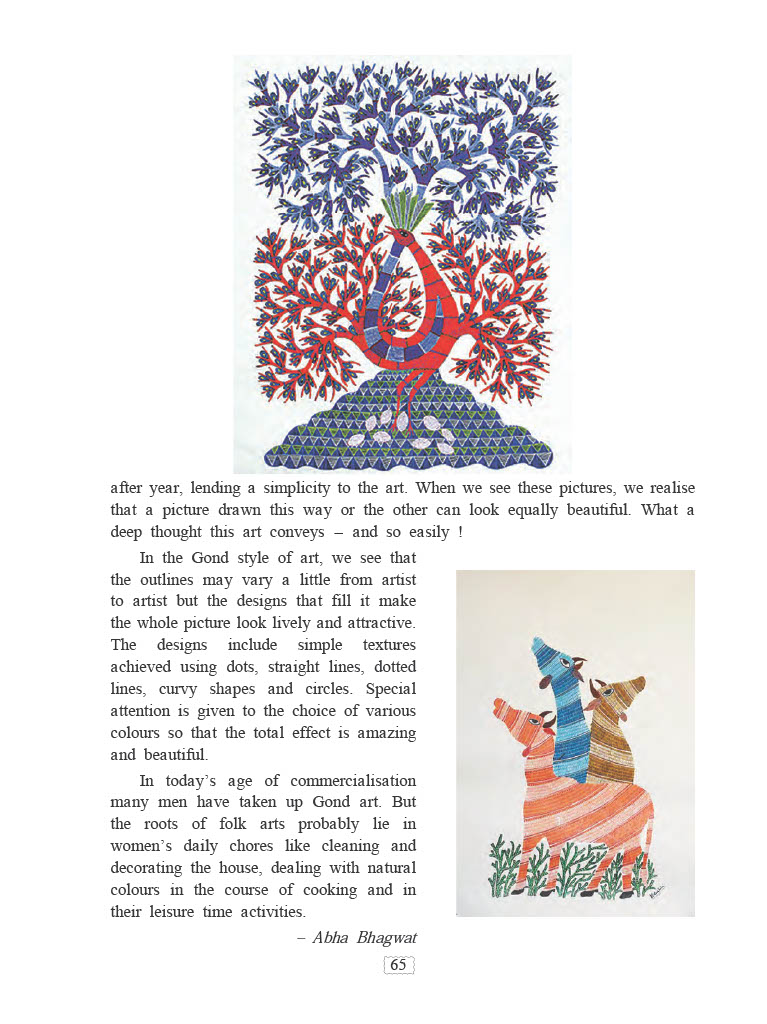 after year, lending a simplicity to the art. When we see these pictures, we realise
that a picture drawn this way or the other can look equally beautiful. What a
deep thought this art conveys – and so easily !
In the Gond style of art, we see that
the outlines may vary a little from artist
to artist but the designs that fill it make
the whole picture look lively and attractive.
The designs include simple textures
achieved using dots, straight lines, dotted
lines, curvy shapes and circles. Special
attention is given to the choice of various
colours so that the total effect is amazing
and beautiful.
In today’s age of commercialisation
many men have taken up Gond art. But
the roots of folk arts probably lie in
women’s daily chores like cleaning and
decorating the house, dealing with natural
colours in the course of cooking and in
their leisure time activities.
– Abha Bhagwat
65